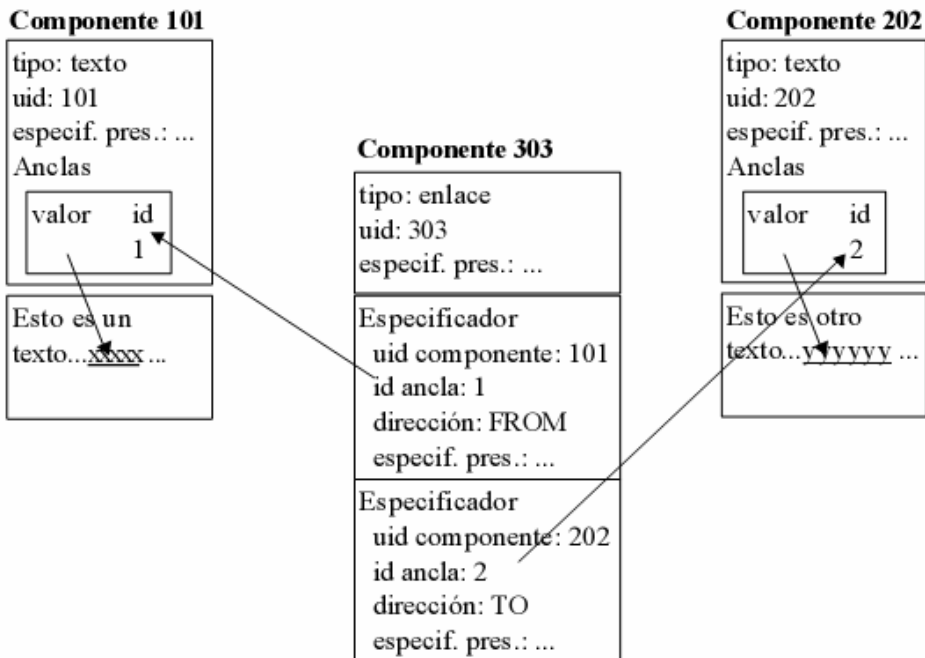 Componente 101
tipo: texto
uid: 101
especif. pres.: ...
Anclas
valor id
1
Esto es un
texto...xxxxx ...
Componente 303
tipo: enlace
uid: 303
especif. pres.: ...
Especificador
uid componente: 101
id ancla: 1
dirección: FROM
especif. pres.: ...
Especificador
uid componente: 202
id ancla: 2
dirección: TO
especif. pres.: ...
Componente 202
tipo: texto
uid: 202
especif. pres.: ...
Anclas
valor id
2
Esto es otro
texto...yyyyyy ...